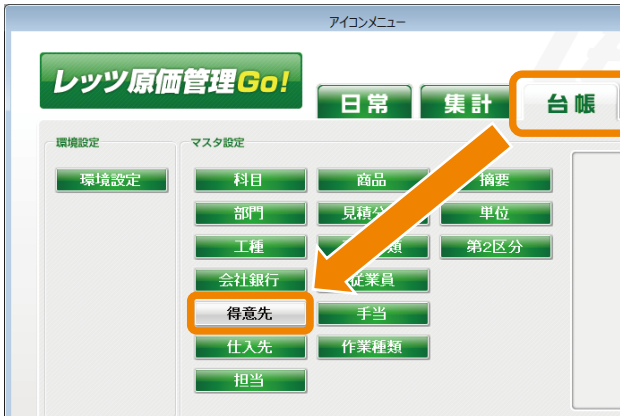 アイコンメニュー
レッツ原価管理Go!
日常 集計 台帳
環境設定 マスタ設定
環境設定 科目 商品 摘要
部門 見積 単位
工種 類 第2区分
会社銀行 従業員
得意先 手当
仕入先 作業種類
担当